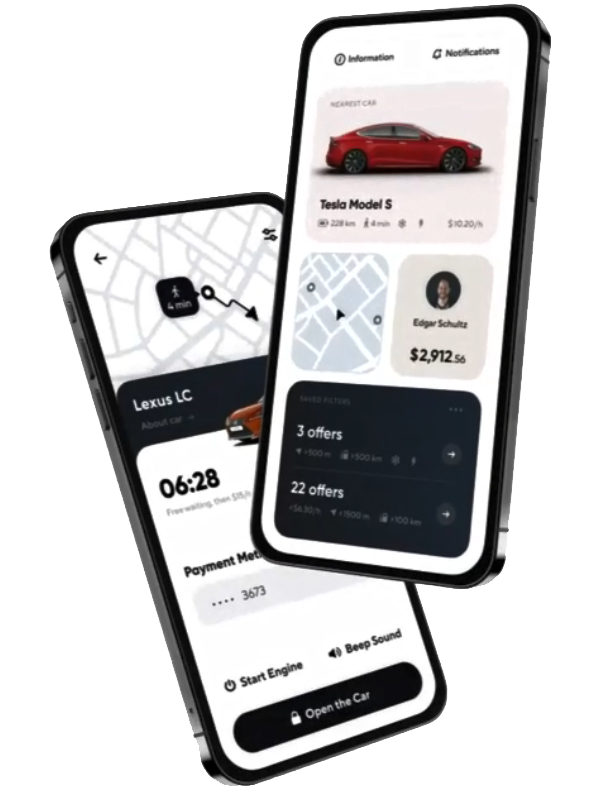 Information
Notifications
NEAREST CAR
Tesla Model S
228 km 4 min $10.20/h
Edgar Schultz
$2,912.56
SAVED FILTERS
3 offers
<500 m >500 km
22 offers
<$6.30/h <1500 m >100 km
4 min
Lexus LC
About car
06:28
Free waiting, then $15/h
Payment Met
•••• 3673
Start Engine
Beep Sound
Open the Car